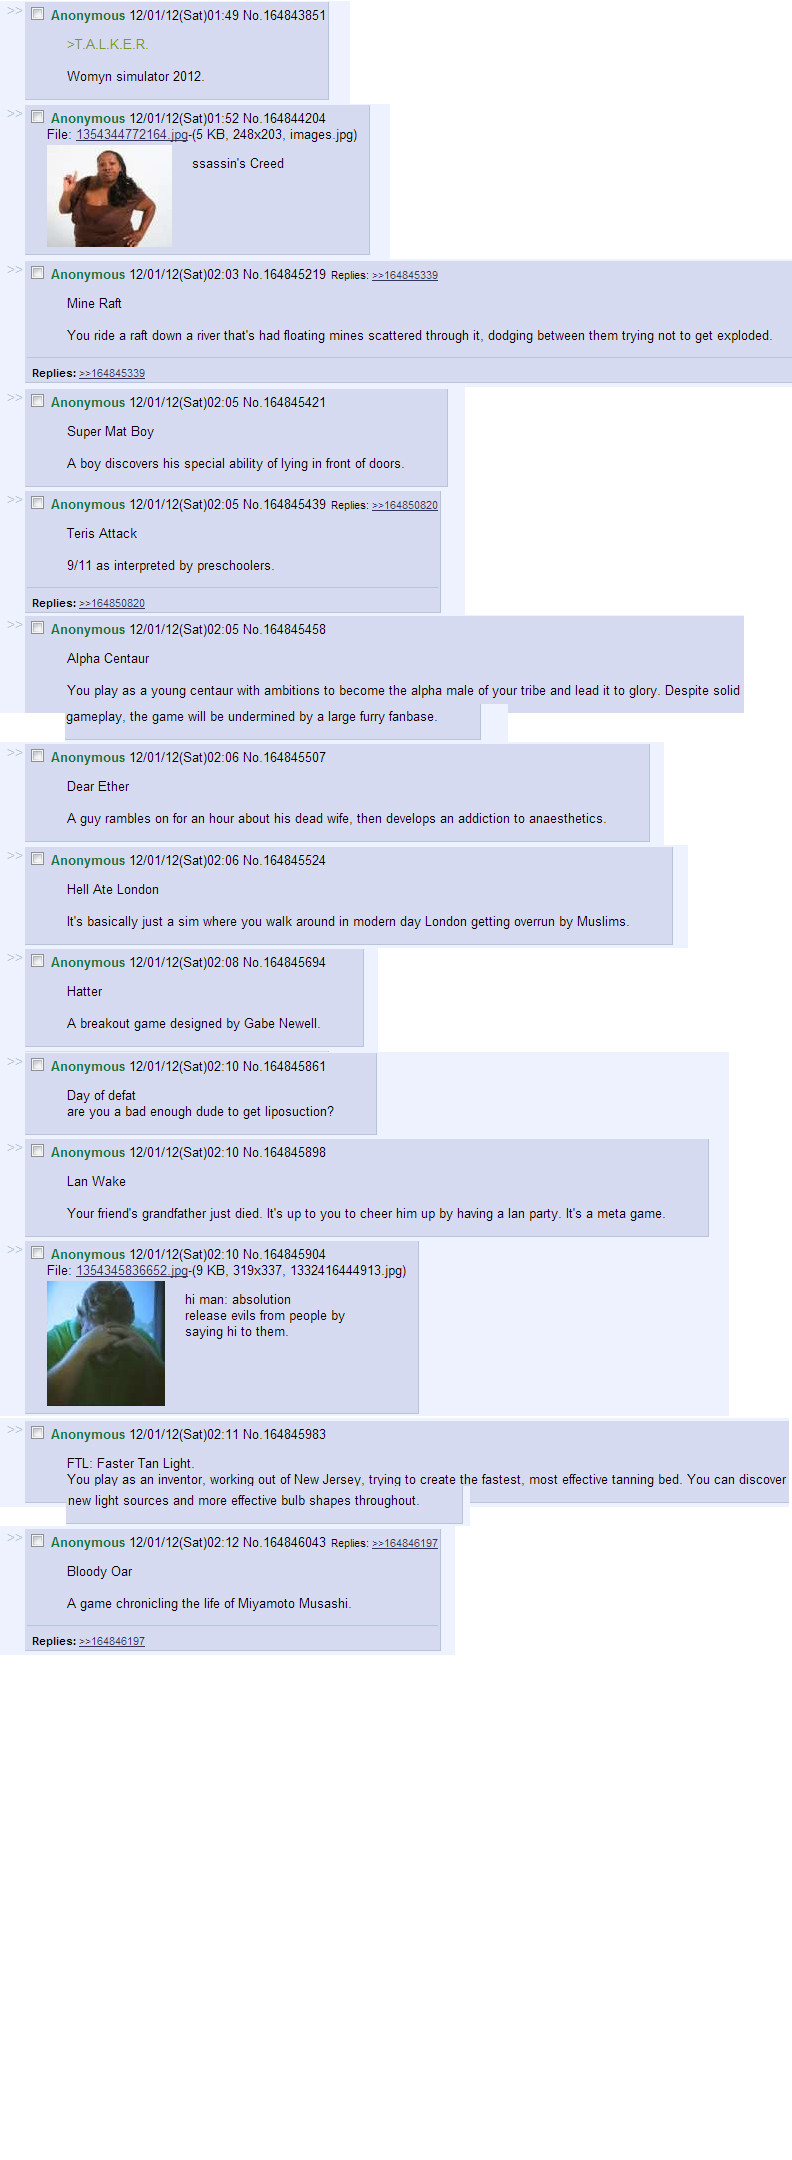 >> Anonymous 12/01/12(Sat)01:49 No.164843851
>T.A.L.K.E.R.
Womyn simulator 2012.
>> Anonymous 12/01/12(Sat)01:52 No.164844204
File: 1354344772164.jpg-(5 KB, 248x203, images.jpg)
ssassin's Creed
>> Anonymous 12/01/12(Sat)02:03 No.164845219 Replies: >>164845339
Mine Raft
You ride a raft down a river that's had floating mines scattered through it, dodging between them trying not to get exploded.
Replies: >>164845339
>> Anonymous 12/01/12(Sat)02:05 No.164845421
Super Mat Boy
A boy discovers his special ability of lying in front of doors.
>> Anonymous 12/01/12(Sat)02:05 No.164845439 Replies: >>164850820
Teris Attack
9/11 as interpreted by preschoolers.
Replies: >>164850820
>> Anonymous 12/01/12(Sat)02:05 No.164845458
Alpha Centaur
You play as a young centaur with ambitions to become the alpha male of your tribe and lead it to glory. Despite solid
gameplay, the game will be undermined by a large furry fanbase.
>> Anonymous 12/01/12(Sat)02:06 No.164845507
Dear Ether
A guy rambles on for an hour about his dead wife, then develops an addiction to anaesthetics.
>> Anonymous 12/01/12(Sat)02:06 No.164845524
Hell Ate London
It's basically just a sim where you walk around in modern day London getting overrun by Muslims.
>> Anonymous 12/01/12(Sat)02:08 No.164845694
Hatter
A breakout game designed by Gabe Newell.
>> Anonymous 12/01/12(Sat)02:10 No.164845861
Day of defat
are you a bad enough dude to get liposuction?
>> Anonymous 12/01/12(Sat)02:10 No.164845898
Lan Wake
Your friend's grandfather just died. It's up to you to cheer him up by having a lan party. It's a meta game.
>> Anonymous 12/01/12(Sat)02:10 No.164845904
File: 1354345836652.jpg-(9 KB, 319x337, 1332416444913.jpg)
hi man: absolution
release evils from people by
saying hi to them.
>> Anonymous 12/01/12(Sat)02:11 No.164845983
FTL: Faster Tan Light.
You play as an inventor, working out of New Jersey, trying to create the fastest, most effective tanning bed. You can discover
new light sources and more effective bulb shapes throughout.
>> Anonymous 12/01/12(Sat)02:12 No.164846043 Replies: >>164846197
Bloody Oar
A game chronicling the life of Miyamoto Musashi.
Replies: >>164846197